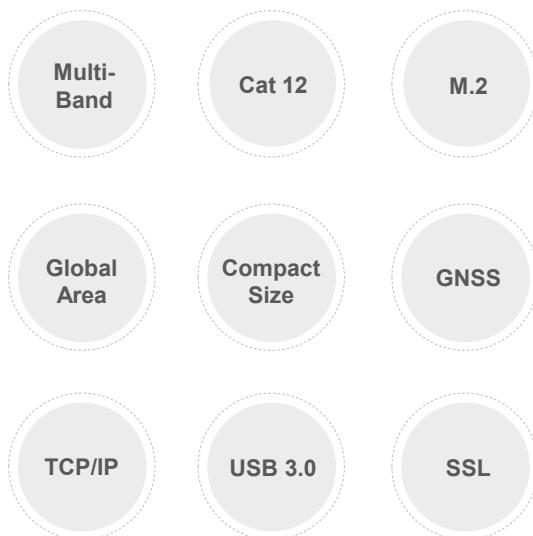 Multi-
Band
Cat 12
M.2
Global
Area
Compact
Size
GNSS
TCP/IP
USB 3.0
SSL